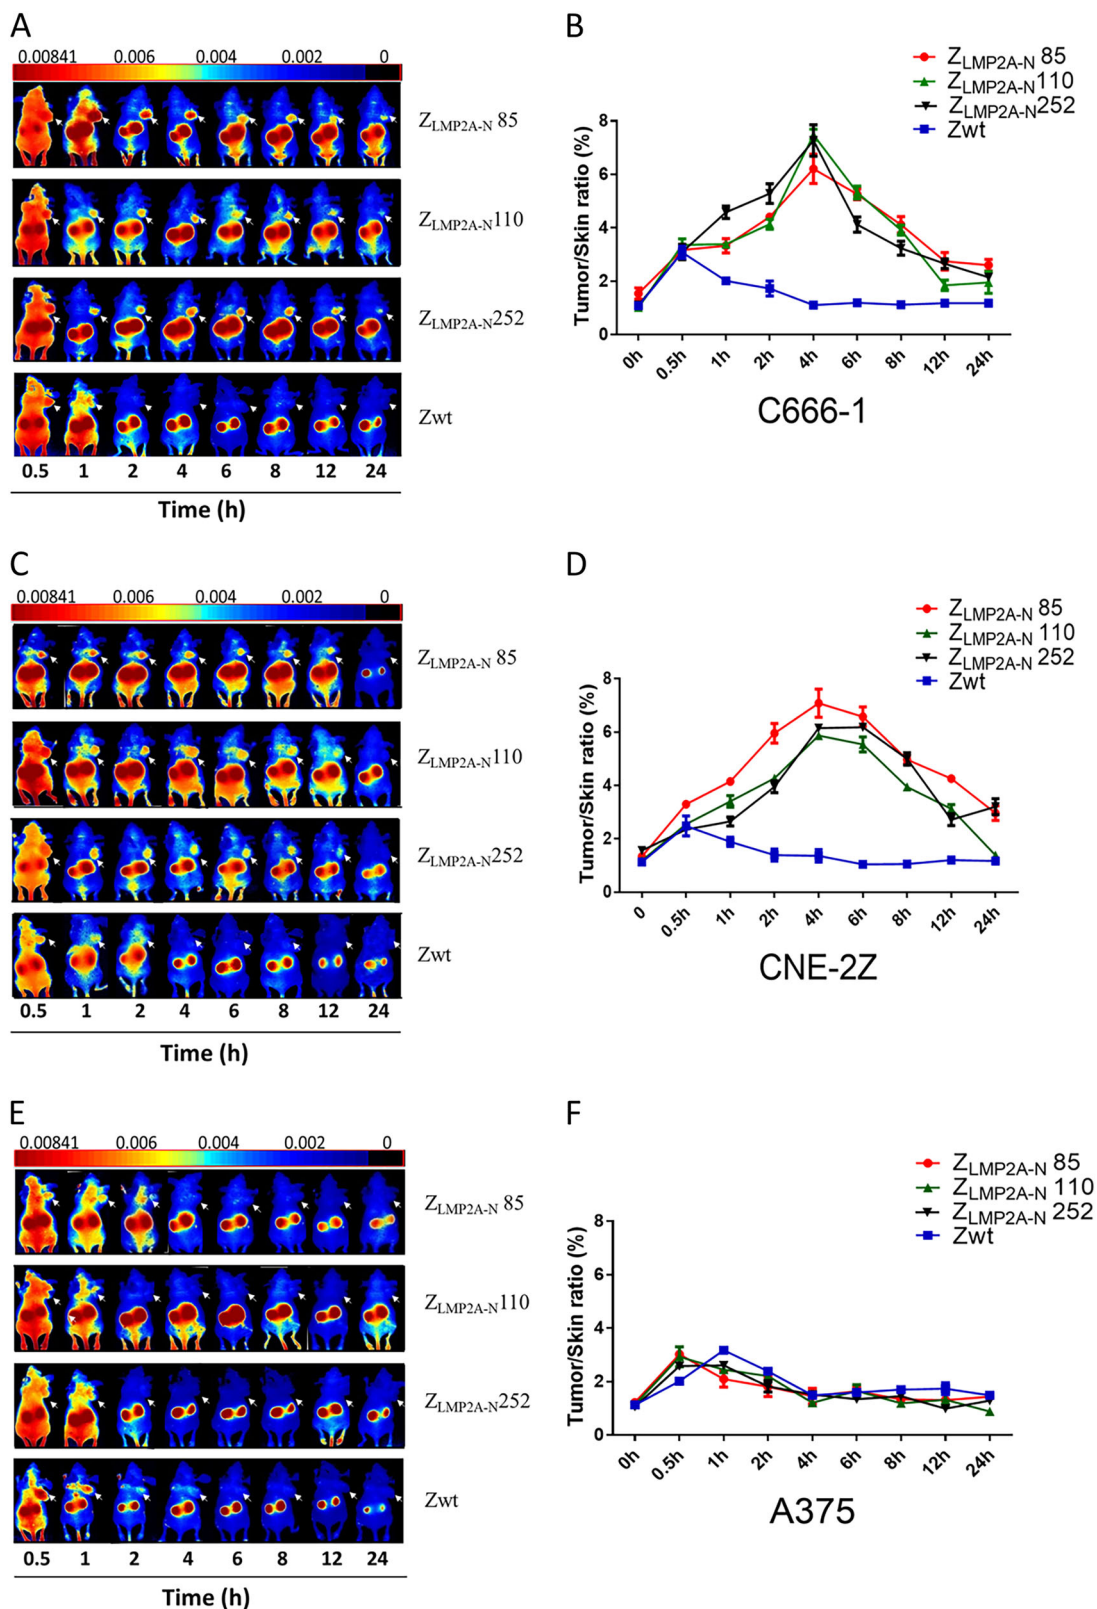 A
0.00841 0.006 0.004 0.002 0
ZLMP2A-N 85
ZLMP2A-N110
ZLMP2A-N252
Zwt
0.5 1 2 4 6 8 12 24
Time (h)
B
ZLMP2A-N 85
ZLMP2A-N110
ZLMP2A-N252
Zwt
Tumor/Skin ratio (%)
8
6
4
2
0
0h 0.5h 1h 2h 4h 6h 8h 12h 24h
C666-1
C
0.00841 0.006 0.004 0.002 0
ZLMP2A-N 85
ZLMP2A-N110
ZLMP2A-N252
Zwt
0.5 1 2 4 6 8 12 24
Time (h)
D
ZLMP2A-N 85
ZLMP2A-N 110
ZLMP2A-N 252
Zwt
Tumor/Skin ratio (%)
8
6
4
2
0
0 0.5h 1h 2h 4h 6h 8h 12h 24h
CNE-2Z
E
0.00841 0.006 0.004 0.002 0
ZLMP2A-N 85
ZLMP2A-N110
ZLMP2A-N252
Zwt
0.5 1 2 4 6 8 12 24
Time (h)
F
ZLMP2A-N 85
ZLMP2A-N 110
ZLMP2A-N 252
Zwt
Tumor/Skin ratio (%)
8
6
4
2
0
0h 0.5h 1h 2h 4h 6h 8h 12h 24h
A375